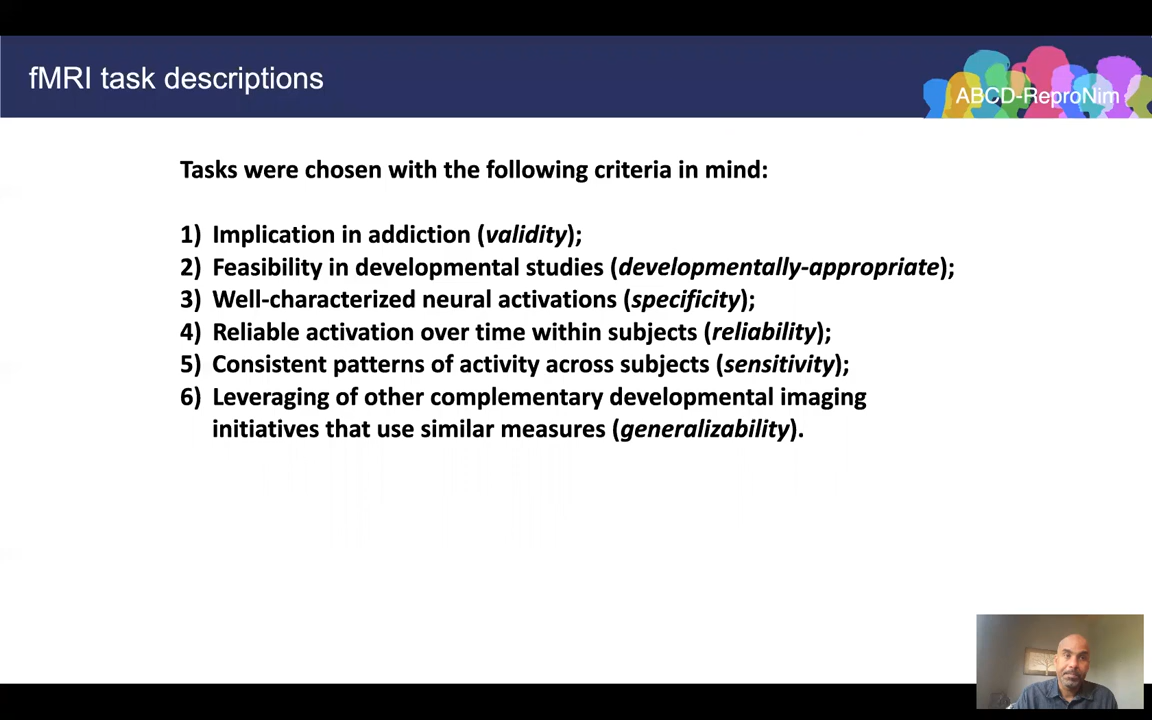 fMRI task descriptions
ABCD-ReproNim
Tasks were chosen with the following criteria in mind:
1) Implication in addiction (validity);
2) Feasibility in developmental studies (developmentally-appropriate);
3) Well-characterized neural activations (specificity);
4) Reliable activation over time within subjects (reliability);
5) Consistent patterns of activity across subjects (sensitivity);
6) Leveraging of other complementary developmental imaging
initiatives that use similar measures (generalizability).